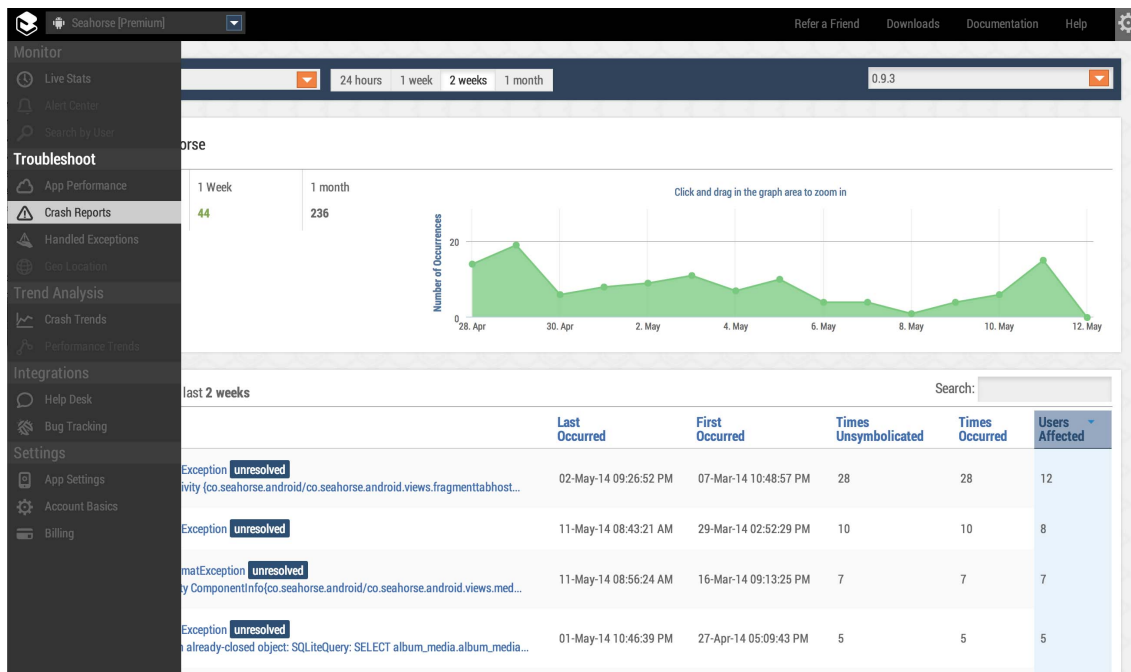 Seahorse [Premium]
Refer a Friend Downloads Documentation Help
Monitor
Live Stats
Alert Center
Search by User
Troubleshoot
App Performance
Crash Reports
Handled Exceptions
Geo Location
Trend Analysis
Crash Trends
Performance Trends
Integrations
Help Desk
Bug Tracking
Settings
App Settings
Account Basics
Billing
24 hours 1 week 2 weeks 1 month
0.9.3
orse
1 Week 1 month
44 236
Click and drag in the graph area to zoom in
Number of Occurrences
20
0
28. Apr 30. Apr 2. May 4. May 6. May 8. May 10. May 12. May
last 2 weeks
Search:
Last Occurred
First Occurred
Times Unsymbolicated
Times Occurred
Users Affected
Exception unresolved
ivity {co.seahorse.android/co.seahorse.android.views.fragmenttabhost...
02-May-14 09:26:52 PM 07-Mar-14 10:48:57 PM 28 28 12
Exception unresolved
11-May-14 08:43:21 AM 29-Mar-14 02:52:29 PM 10 10 8
matException unresolved
ty ComponentInfo{co.seahorse.android/co.seahorse.android.views.med...
11-May-14 08:56:24 AM 16-Mar-14 09:13:25 PM 7 7 7
Exception unresolved
already-closed object: SQLiteQuery: SELECT album_media.album_media...
01-May-14 10:46:39 PM 27-Apr-14 05:09:43 PM 5 5 5